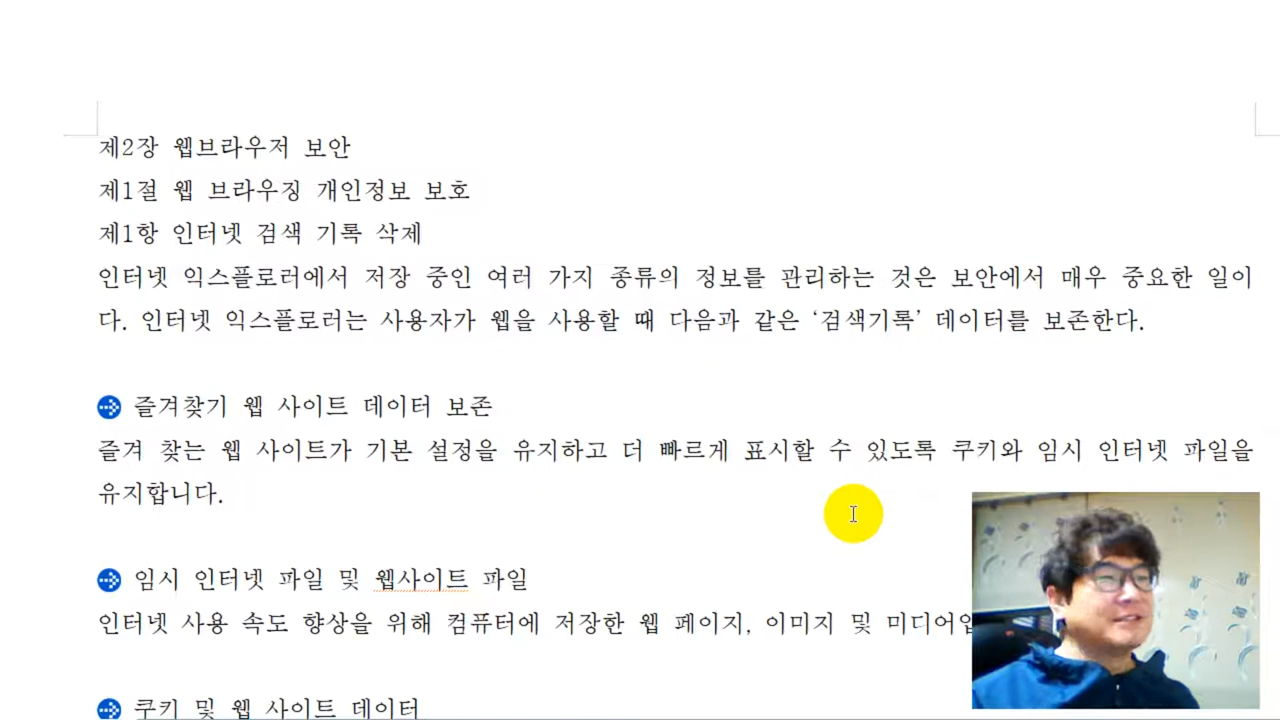 제2장 웹브라우저 보안
제1절 웹 브라우징 개인정보 보호
제1항 인터넷 검색 기록 삭제
인터넷 익스플로러에서 저장 중인 여러 가지 종류의 정보를 관리하는 것은 보안에서 매우 중요한 일이
다. 인터넷 익스플로러는 사용자가 웹을 사용할 때 다음과 같은 ‘검색기록’ 데이터를 보존한다.
즐겨찾기 웹 사이트 데이터 보존
즐겨 찾는 웹 사이트가 기본 설정을 유지하고 더 빠르게 표시할 수 있도록 쿠키와 임시 인터넷 파일을
유지합니다.
임시 인터넷 파일 및 웹사이트 파일
인터넷 사용 속도 향상을 위해 컴퓨터에 저장한 웹 페이지, 이미지 및 미디어
쿠키 및 웹 사이트 데이터